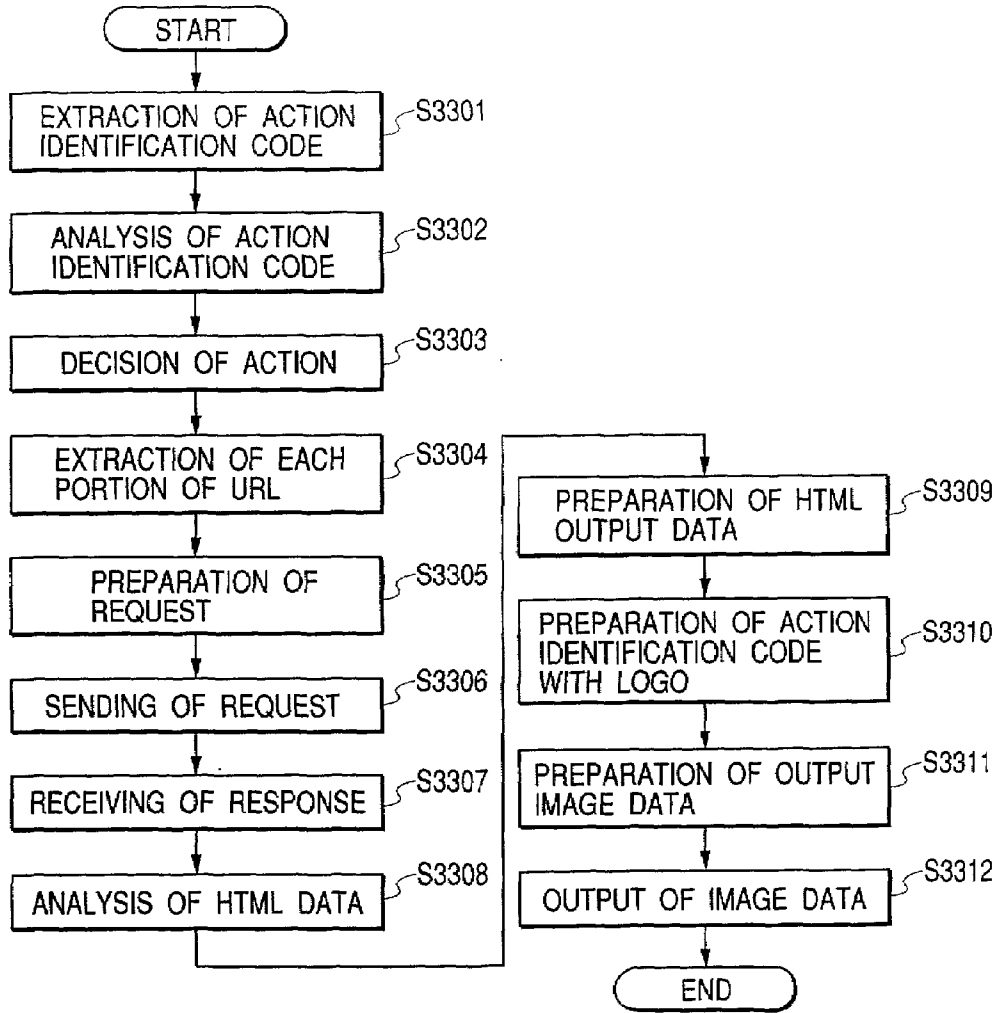 START
EXTRACTION OF ACTION
IDENTIFICATION CODE
S3301
ANALYSIS OF ACTION
IDENTIFICATION CODE
S3302
DECISION OF ACTION
S3303
EXTRACTION OF EACH
PORTION OF URL
S3304
PREPARATION OF
REQUEST
S3305
SENDING OF REQUEST
S3306
RECEIVING OF RESPONSE
S3307
ANALYSIS OF HTML DATA
S3308
PREPARATION OF HTML
OUTPUT DATA
S3309
PREPARATION OF ACTION
IDENTIFICATION CODE
WITH LOGO
S3310
PREPARATION OF OUTPUT
IMAGE DATA
S3311
OUTPUT OF IMAGE DATA
S3312
END